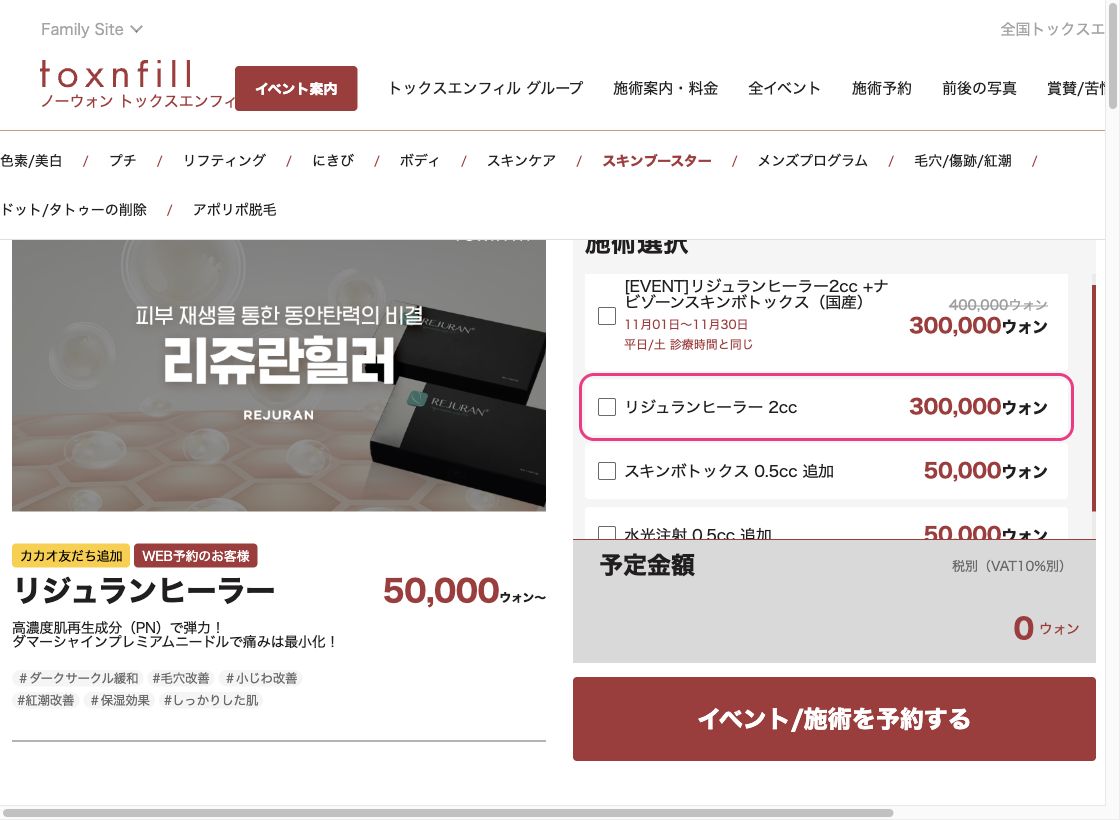 Family Site
全国トックスエ
toxnfill
ノーウォン トックスエンフィ
イベント案内
トックスエンフィル グループ
施術案内・料金
全イベント
施術予約
前後の写真
賞賛/苦情
色素/美白 / プチ / リフティング / にきび / ボディ / スキンケア / スキンブースター / メンズプログラム / 毛穴/傷跡/紅潮 /
ドット/タトゥーの削除 / アポリポ脱毛
피부 재생을 통한 동안탄력의 비결
리쥬란힐러
REJURAN
REJURAN
REJURAN
カカオ友だち追加
WEB予約のお客様
リジュランヒーラー
50,000ウォン〜
高濃度肌再生成分（PN）で弾力！
ダマーシャインプレミアムニードルで痛みは最小化！
#ダークサークル緩和 #毛穴改善 #小じわ改善
#紅潮改善 #保湿効果 #しっかりした肌
施術選択
[EVENT]リジュランヒーラー2cc +ナ
ビゾーンスキンボトックス（国産）
11月01日〜11月30日
平日/土 診療時間と同じ
400,000ウォン
300,000ウォン
リジュランヒーラー 2cc
300,000ウォン
スキンボトックス 0.5cc 追加
50,000ウォン
水光注射 0.5cc 追加
50,000ウォン
予定金額
税別（VAT10%別）
0 ウォン
イベント/施術を予約する